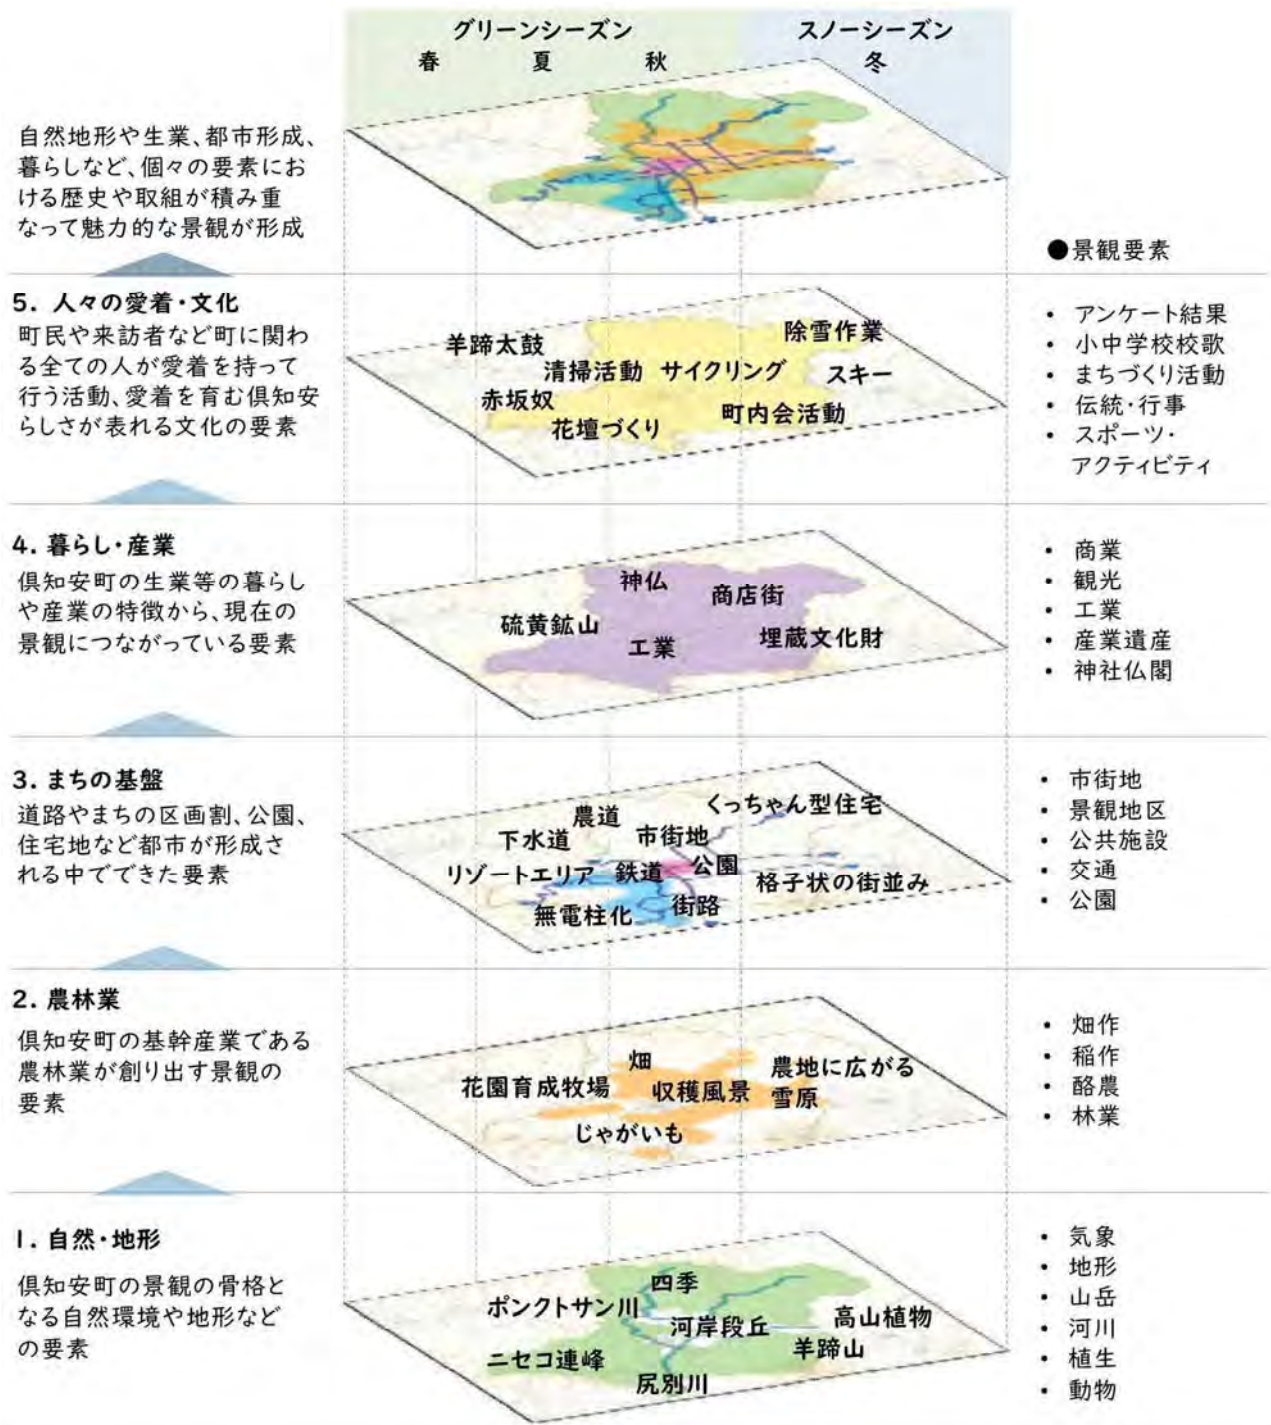 グリーンシーズン
スノーシーズン
春 夏 秋 冬
自然地形や生業、都市形成、
暮らしなど、個々の要素にお
ける歴史や取組が積み重
なって魅力的な景観が形成
●景観要素
5. 人々の愛着・文化
町民や来訪者など町に関わ
る全ての人が愛着を持って
行う活動、愛着を育む倶知安
らしさが表れる文化の要素
羊蹄太鼓
除雪作業
清掃活動
サイクリング
スキー
赤坂奴
花壇づくり
町内会活動
• アンケート結果
• 小中学校校歌
• まちづくり活動
• 伝統・行事
• スポーツ・
アクティビティ
4. 暮らし・産業
倶知安町の生業等の暮らし
や産業の特徴から、現在の
景観につながっている要素
神仏
商店街
硫黄鉱山
工業
埋蔵文化財
• 商業
• 観光
• 工業
• 産業遺産
• 神社仏閣
3. まちの基盤
道路やまちの区画割、公園、
住宅地など都市が形成さ
れる中でできた要素
くっちゃん型住宅
農道
下水道
市街地
リゾートエリア
鉄道
公園
格子状の街並み
無電柱化
街路
• 市街地
• 景観地区
• 公共施設
• 交通
• 公園
2. 農林業
倶知安町の基幹産業である
農林業が創り出す景観の
要素
畑
花園育成牧場
収穫風景
農地に広がる
雪原
じゃがいも
• 畑作
• 稲作
• 酪農
• 林業
1. 自然・地形
倶知安町の景観の骨格と
なる自然環境や地形など
の要素
四季
ポンクトサン川
河岸段丘
高山植物
羊蹄山
ニセコ連峰
尻別川
• 気象
• 地形
• 山岳
• 河川
• 植生
• 動物